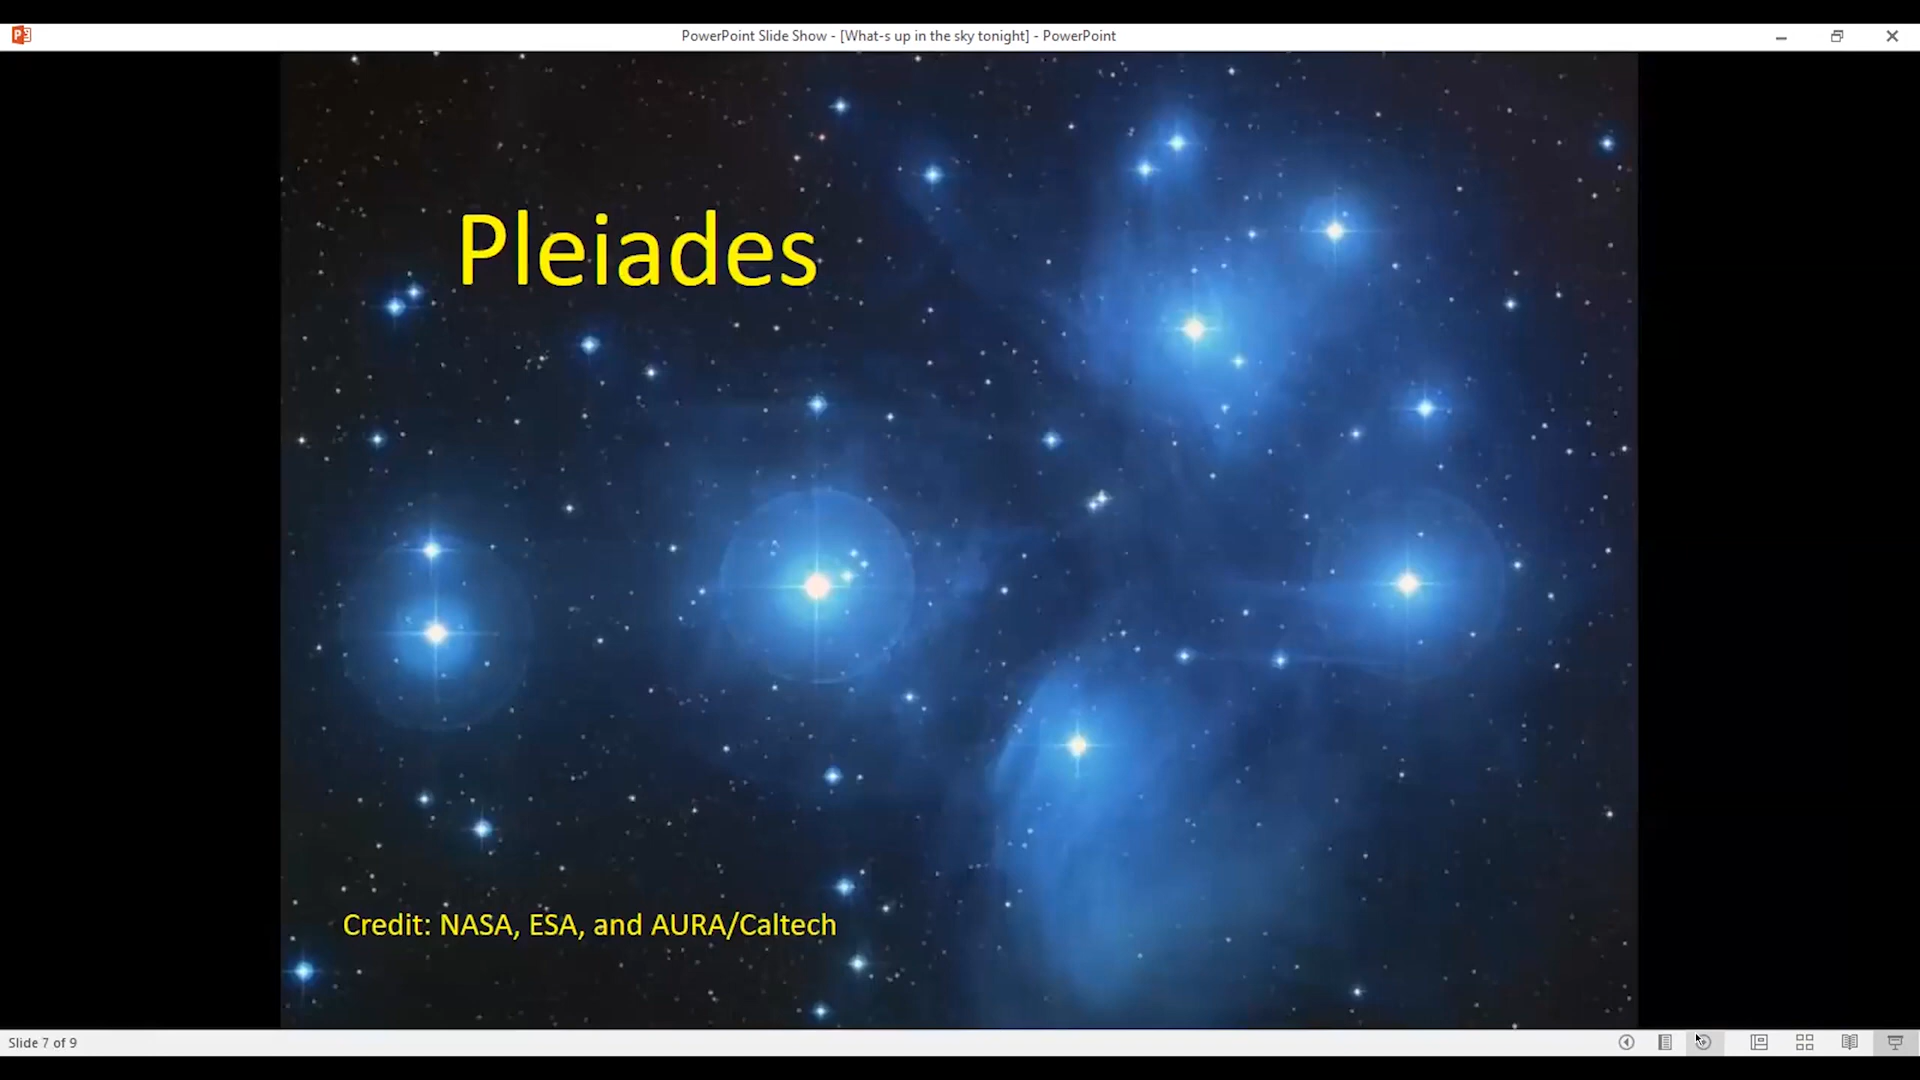 PowerPoint Slide Show - [What-s up in the sky tonight] - PowerPoint
Pleiades
Credit: NASA, ESA, and AURA/Caltech
Slide 7 of 9